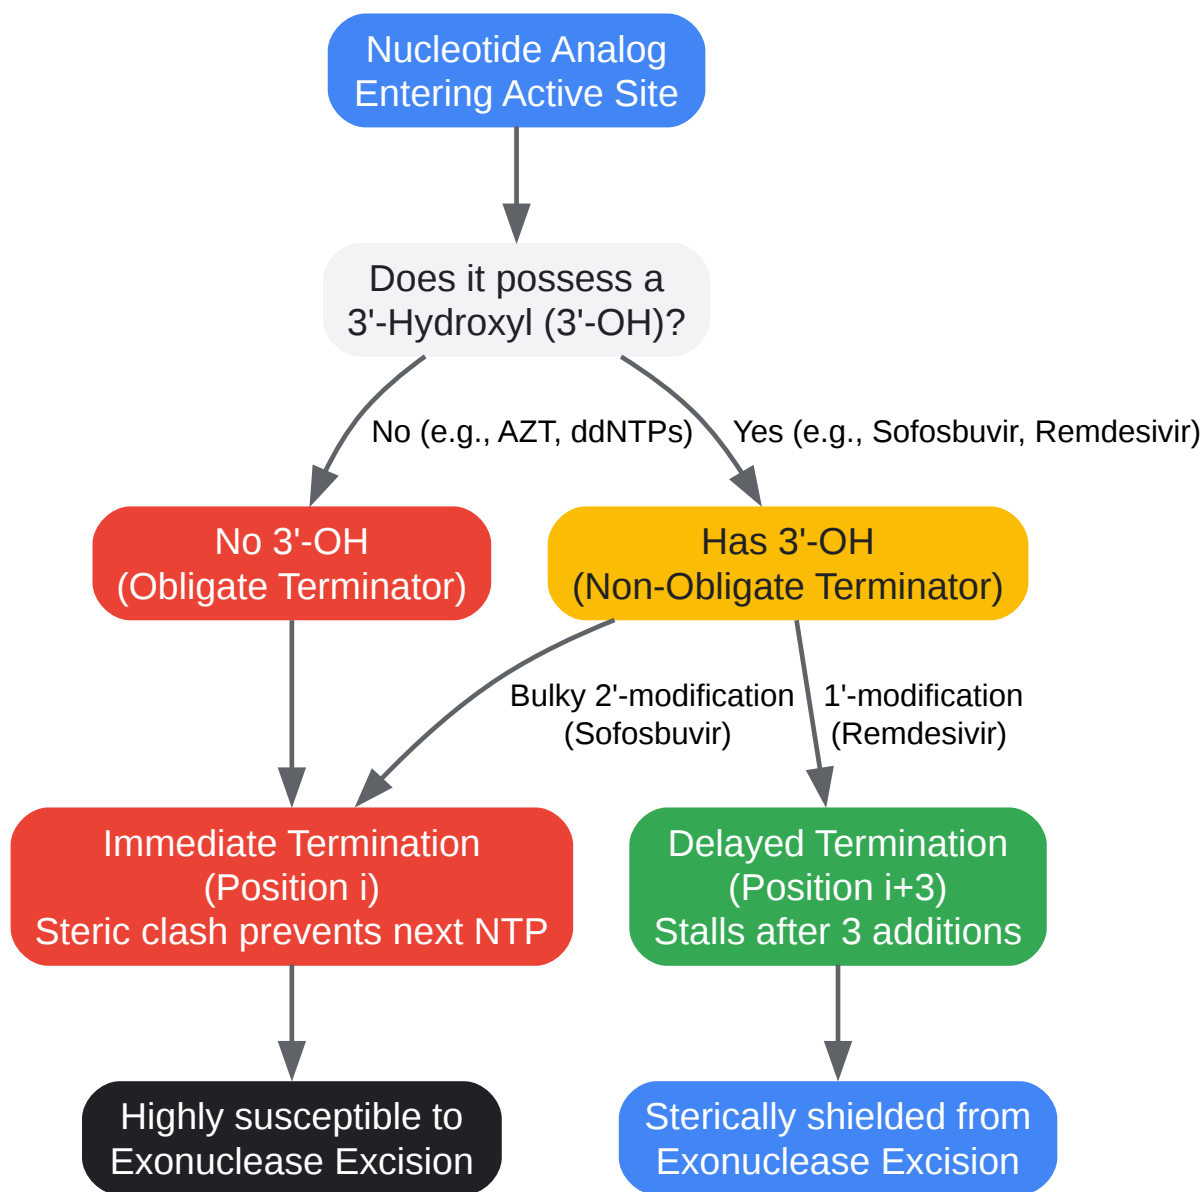 Nucleotide Analog
Entering Active Site
Does it possess a
3'-Hydroxyl (3'-OH)?
No (e.g., AZT, ddNTPs)
Yes (e.g., Sofosbuvir, Remdesivir)
No 3'-OH
(Obligate Terminator)
Has 3'-OH
(Non-Obligate Terminator)
Bulky 2'-modification
(Sofosbuvir)
1'-modification
(Remdesivir)
Immediate Termination
(Position i)
Steric clash prevents next NTP
Delayed Termination
(Position i+3)
Stalls after 3 additions
Highly susceptible to
Exonuclease Excision
Sterically shielded from
Exonuclease Excision